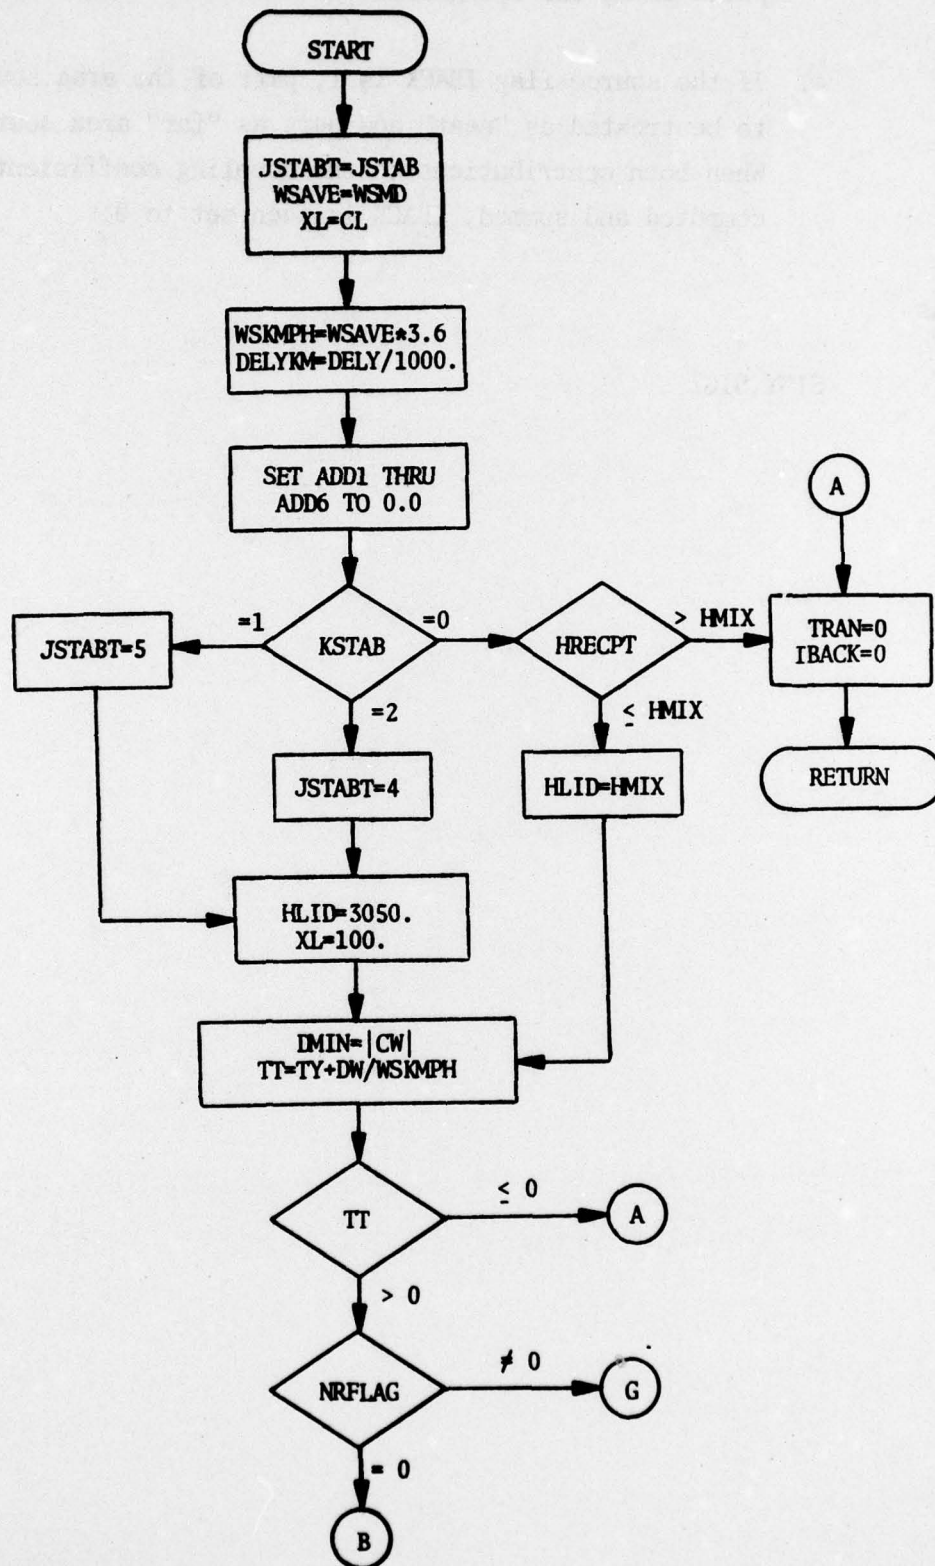 START
JSTABT=JSTAB
WSAVE=WSMD
XL=CL
WSKMPH=WSAVE*3.6
DELYKM=DELY/1000.
SET ADD1 THRU
ADD6 TO 0.0
A
=1
=0
> HMIX
JSTABT=5
KSTAB
HRECPT
TRAN=0
IBACK=0
=2
≤ HMIX
JSTABT=4
HLID=HMIX
RETURN
HLID=3050.
XL=100.
DMIN=|CW|
TT=TY+DW/WSKMPH
≤ 0
TT
A
> 0
≠ 0
NRFLAG
G
= 0
B